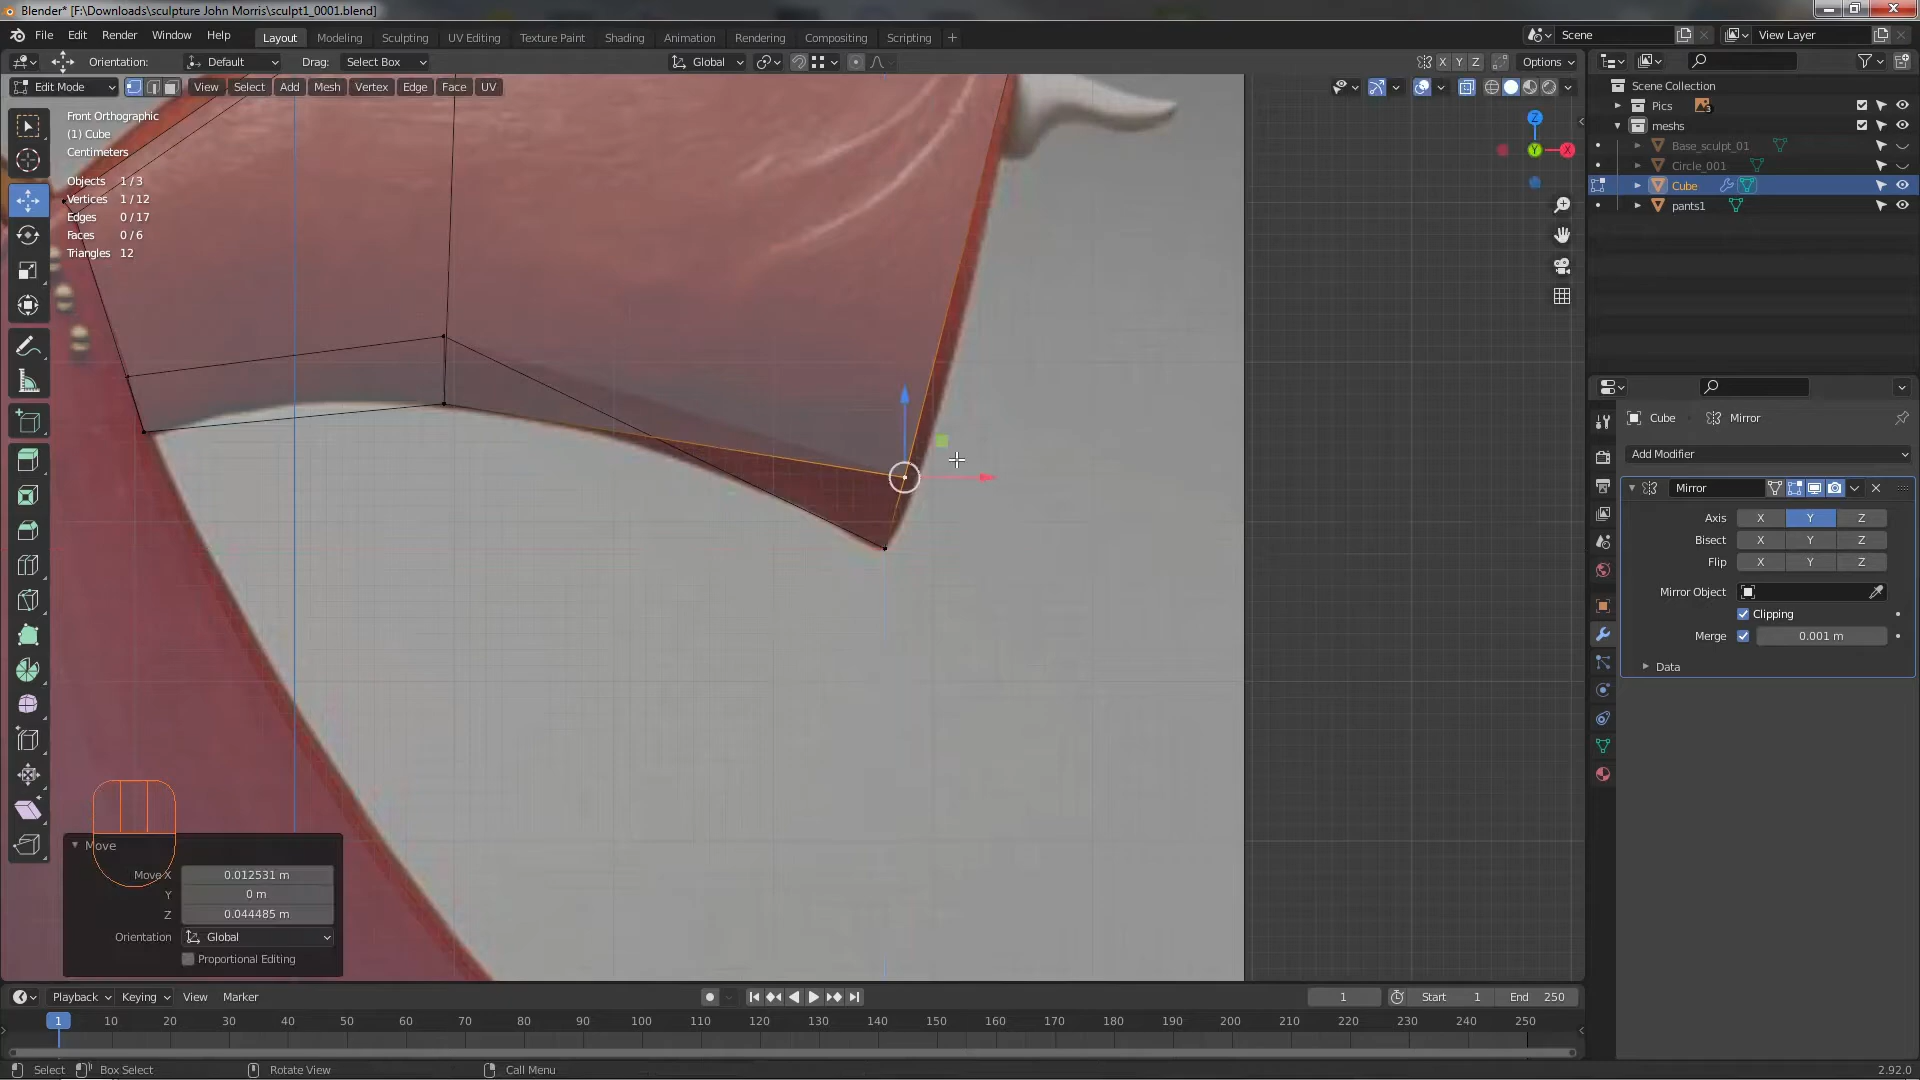 Blender* [F:\Downloads\sculpture John Morris\sculpt1_0001.blend]
File Edit Render Window Help Layout Modeling Sculpting UV Editing Texture Paint Shading Animation Rendering Compositing Scripting Scene View Layer
Orientation: Default Drag: Select Box Global X Y Z Options
Edit Mode View Select Add Mesh Vertex Edge Face UV
Front Orthographic
(1) Cube
Centimeters
Objects 1/3
Vertices 1/12
Edges 0/17
Faces 0/6
Triangles 12
Z
Y
X
Scene Collection
Pics 3
meshs
Base_sculpt_01
Circle_001
Cube
pants1
Cube Mirror
Add Modifier
Mirror
Axis X Y Z
Bisect X Y Z
Flip X Y Z
Mirror Object
Clipping
Merge 0.001 m
Data
Move
Move X 0.012531 m
Y 0 m
Z 0.044485 m
Orientation Global
Proportional Editing
Playback Keying View Marker 1 Start 1 End 250
1 10 20 30 40 50 60 70 80 90 100 110 120 130 140 150 160 170 180 190 200 210 220 230 240 250
Select Box Select Rotate View Call Menu 2.92.0